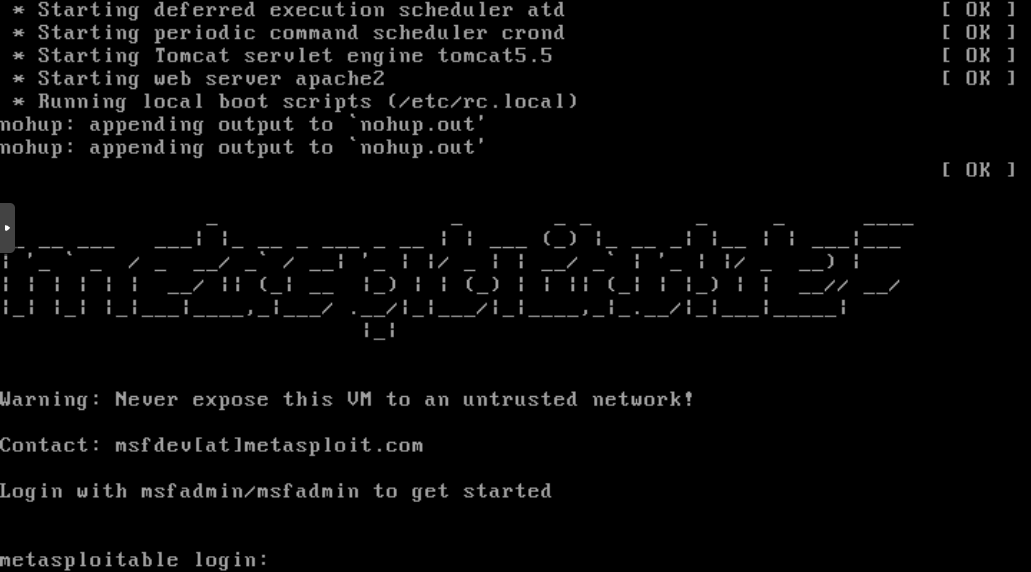 * Starting deferred execution scheduler atd [ OK ]
* Starting periodic command scheduler crond [ OK ]
* Starting Tomcat servlet engine tomcat5.5 [ OK ]
* Starting web server apache2 [ OK ]
* Running local boot scripts (/etc/rc.local)
nohup: appending output to `nohup.out'
nohup: appending output to `nohup.out'
[ OK ]
metasploitable2
Warning: Never expose this VM to an untrusted network!
Contact: msfdev[at]metasploit.com
Login with msfadmin/msfadmin to get started
metasploitable login: